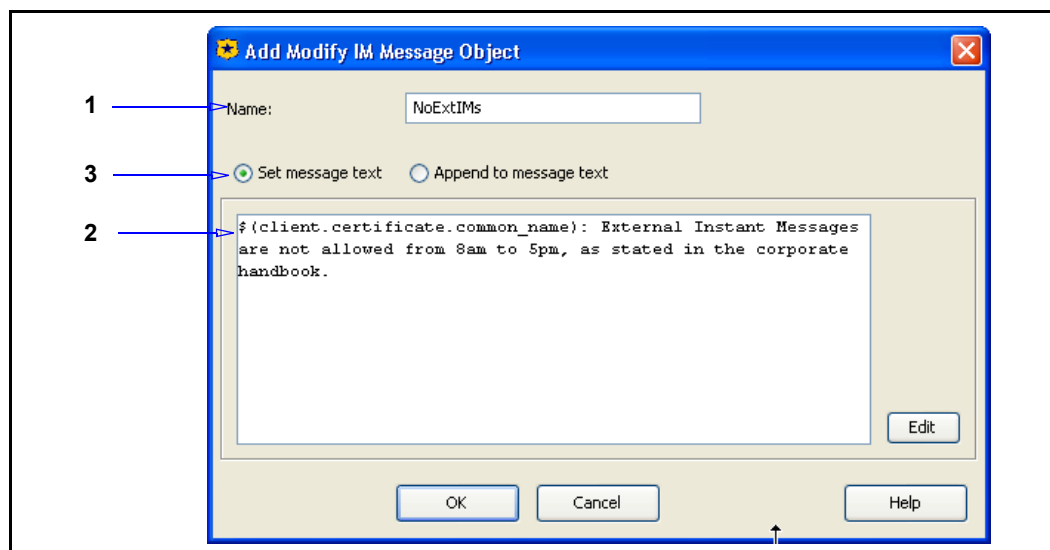 Add Modify IM Message Object
1
Name:
NoExtIMs
3
Set message text
Append to message text
2
$(client.certificate.common_name): External Instant Messages
are not allowed from 8am to 5pm, as stated in the corporate
handbook.
Edit
OK
Cancel
Help